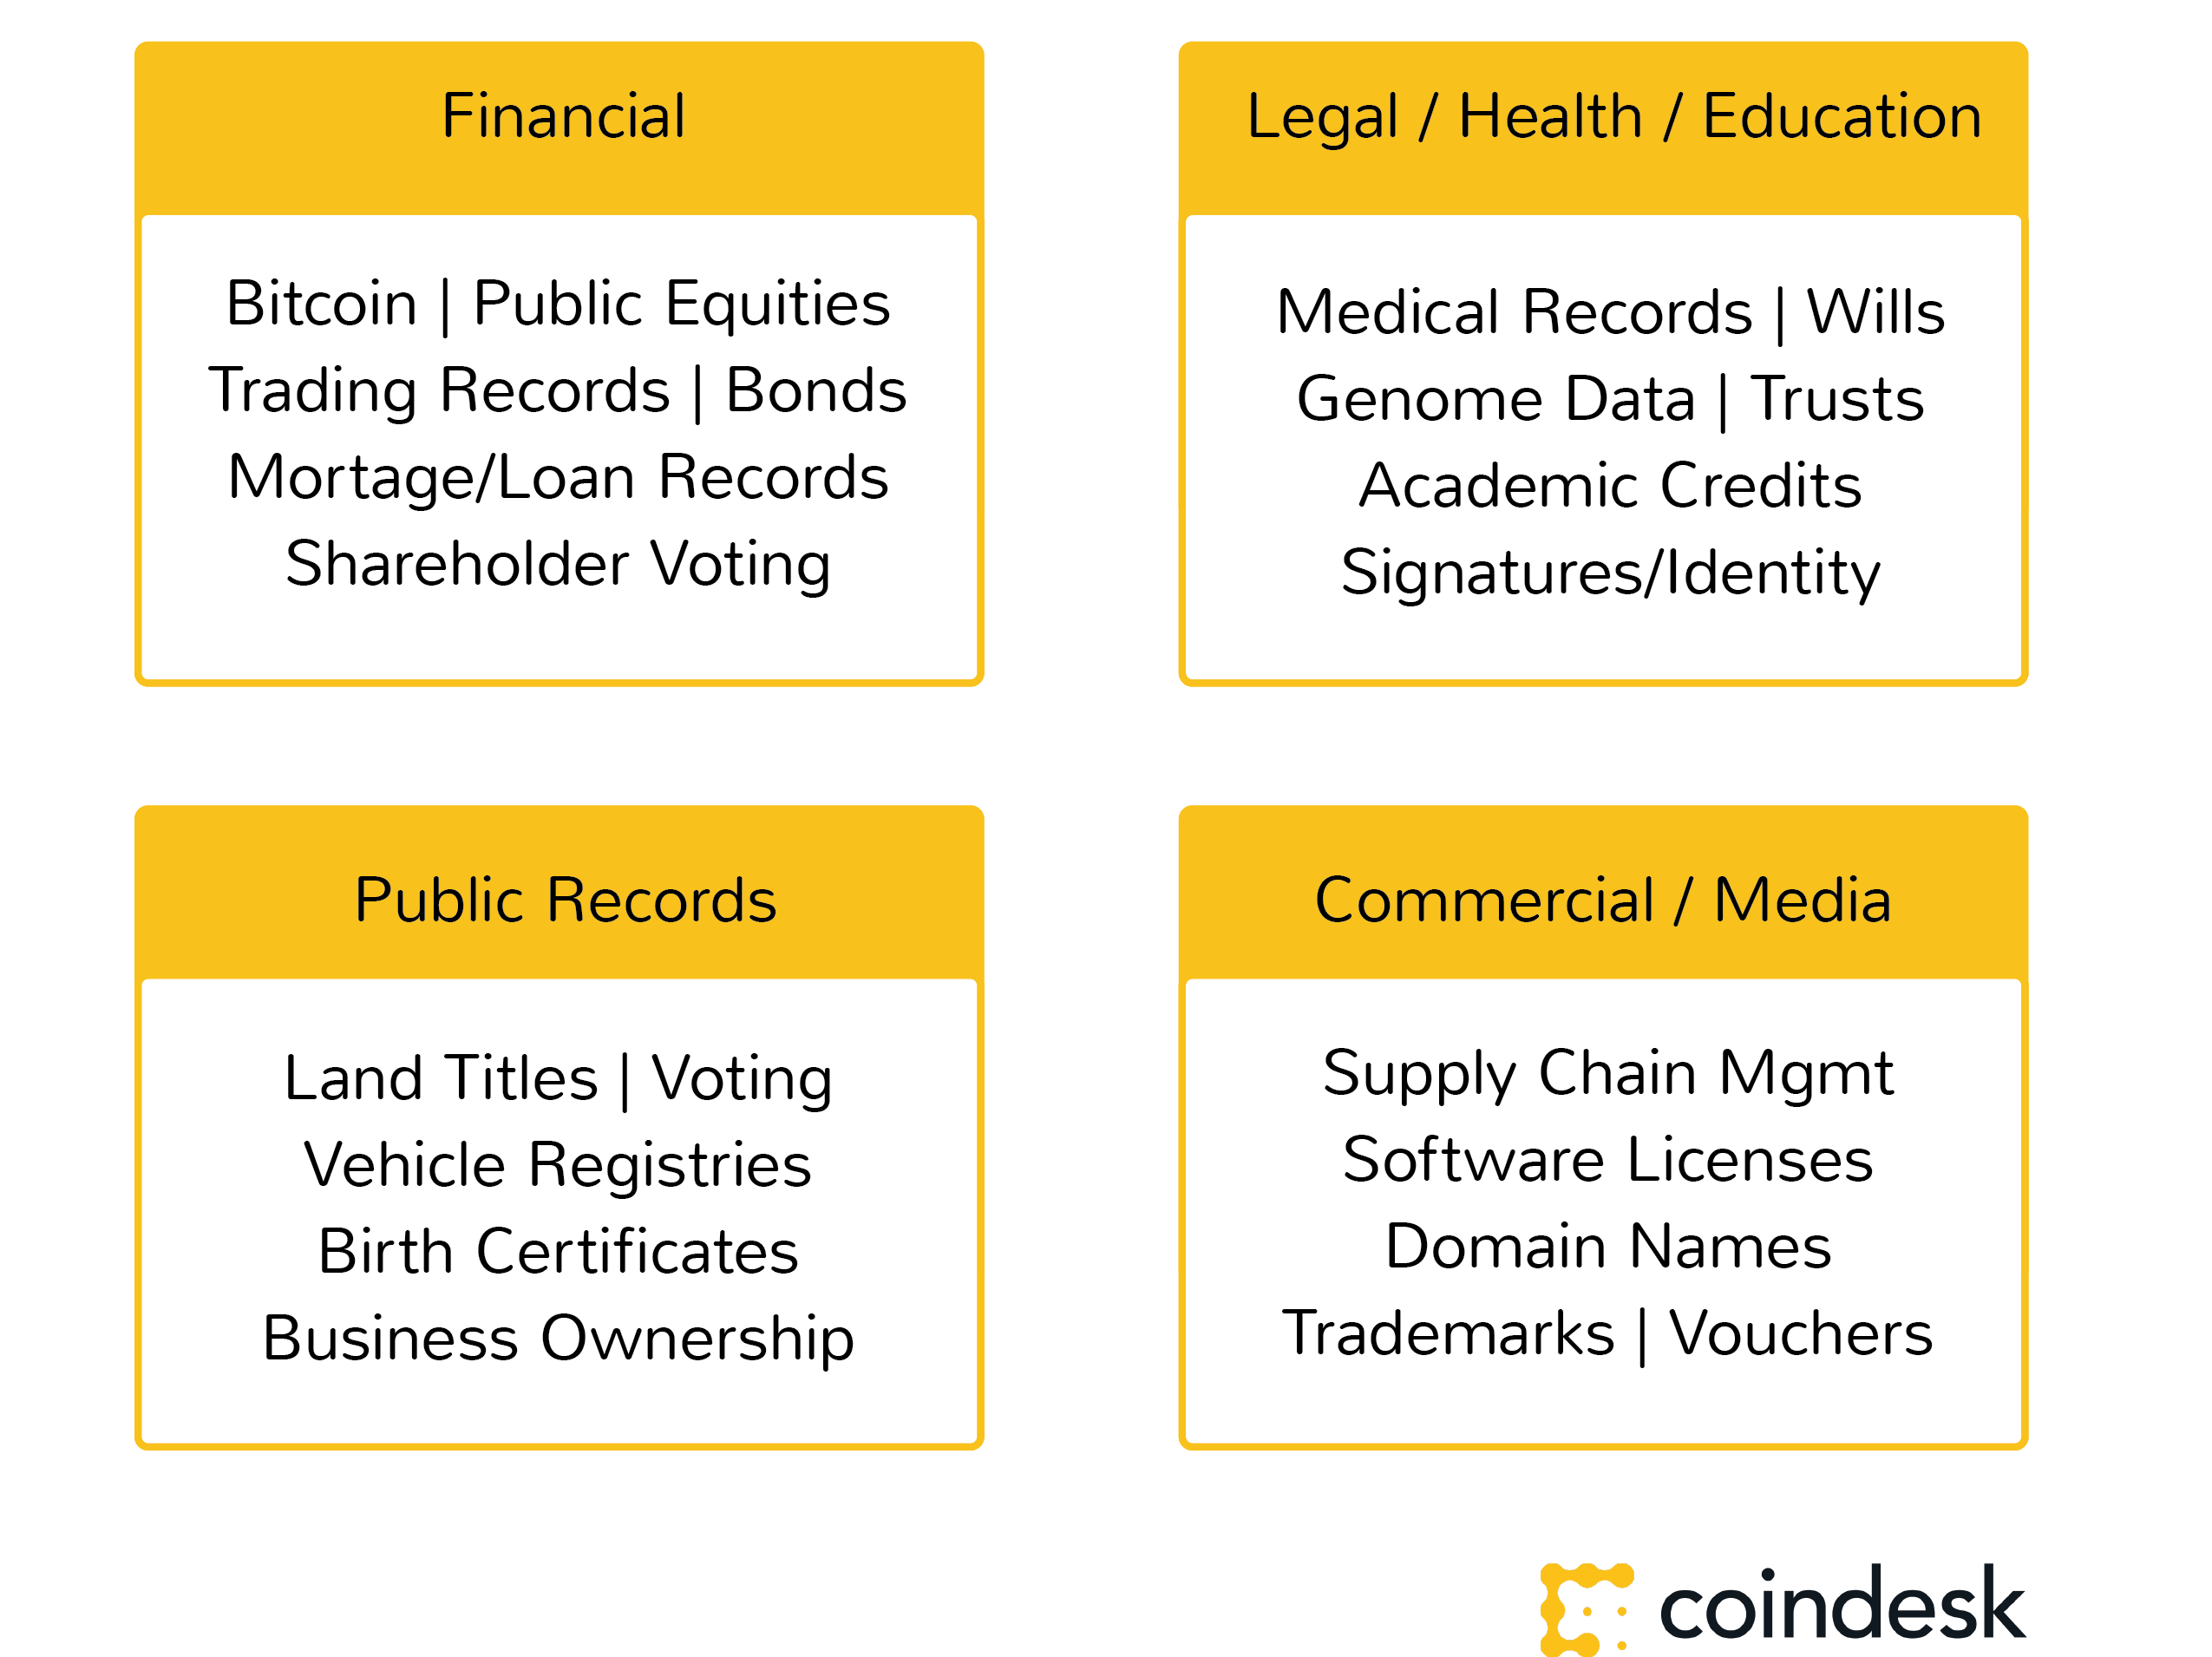 Financial
Bitcoin | Public Equities
Trading Records | Bonds
Mortage/Loan Records
Shareholder Voting
Legal / Health / Education
Medical Records | Wills
Genome Data | Trusts
Academic Credits
Signatures/Identity
Public Records
Land Titles | Voting
Vehicle Registries
Birth Certificates
Business Ownership
Commercial / Media
Supply Chain Mgmt
Software Licenses
Domain Names
Trademarks | Vouchers
coindesk